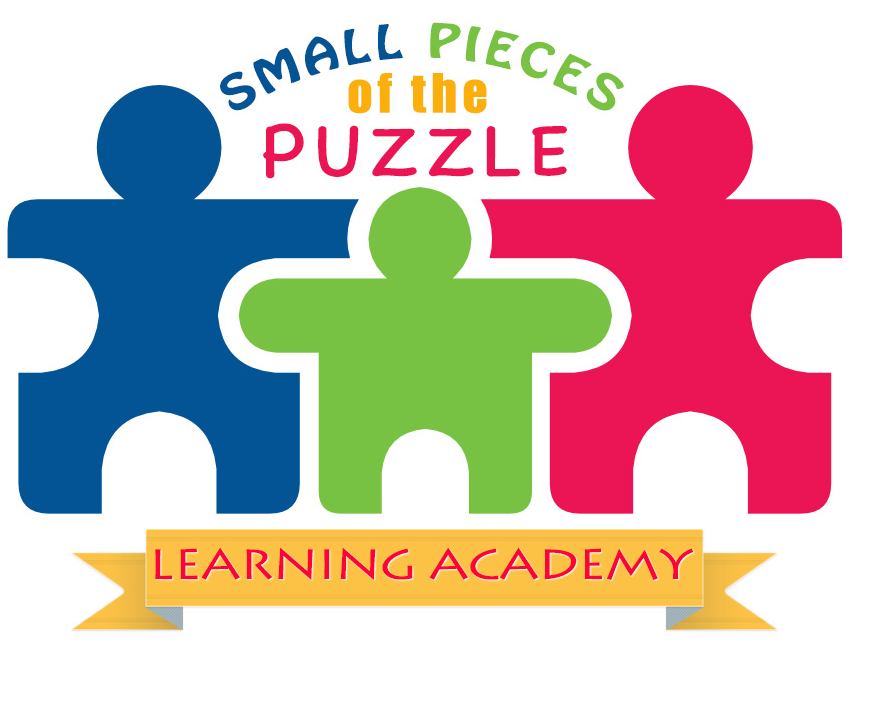 SMALL PIECES
of the
PUZZLE
LEARNING ACADEMY